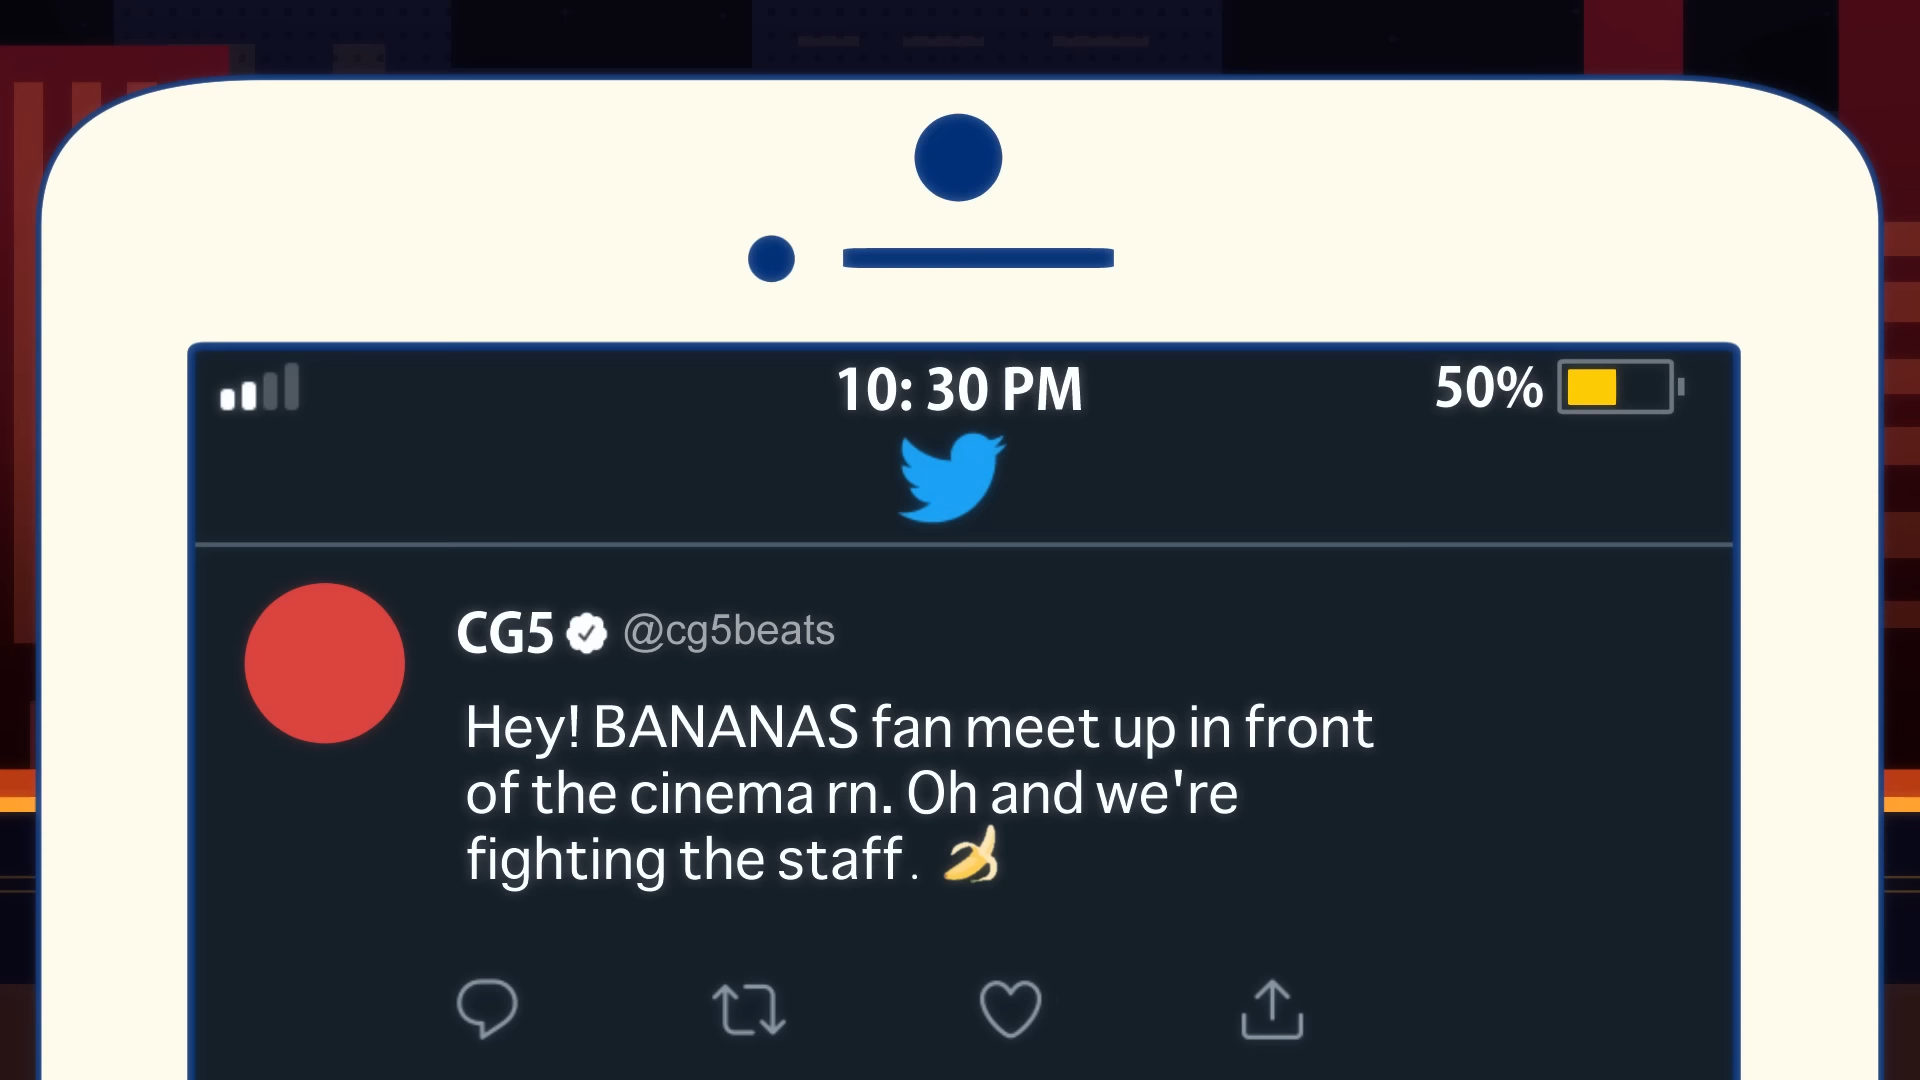 10: 30 PM
50%
CG5 @cg5beats
Hey! BANANAS fan meet up in front
of the cinema rn. Oh and we're
fighting the staff. 🍌